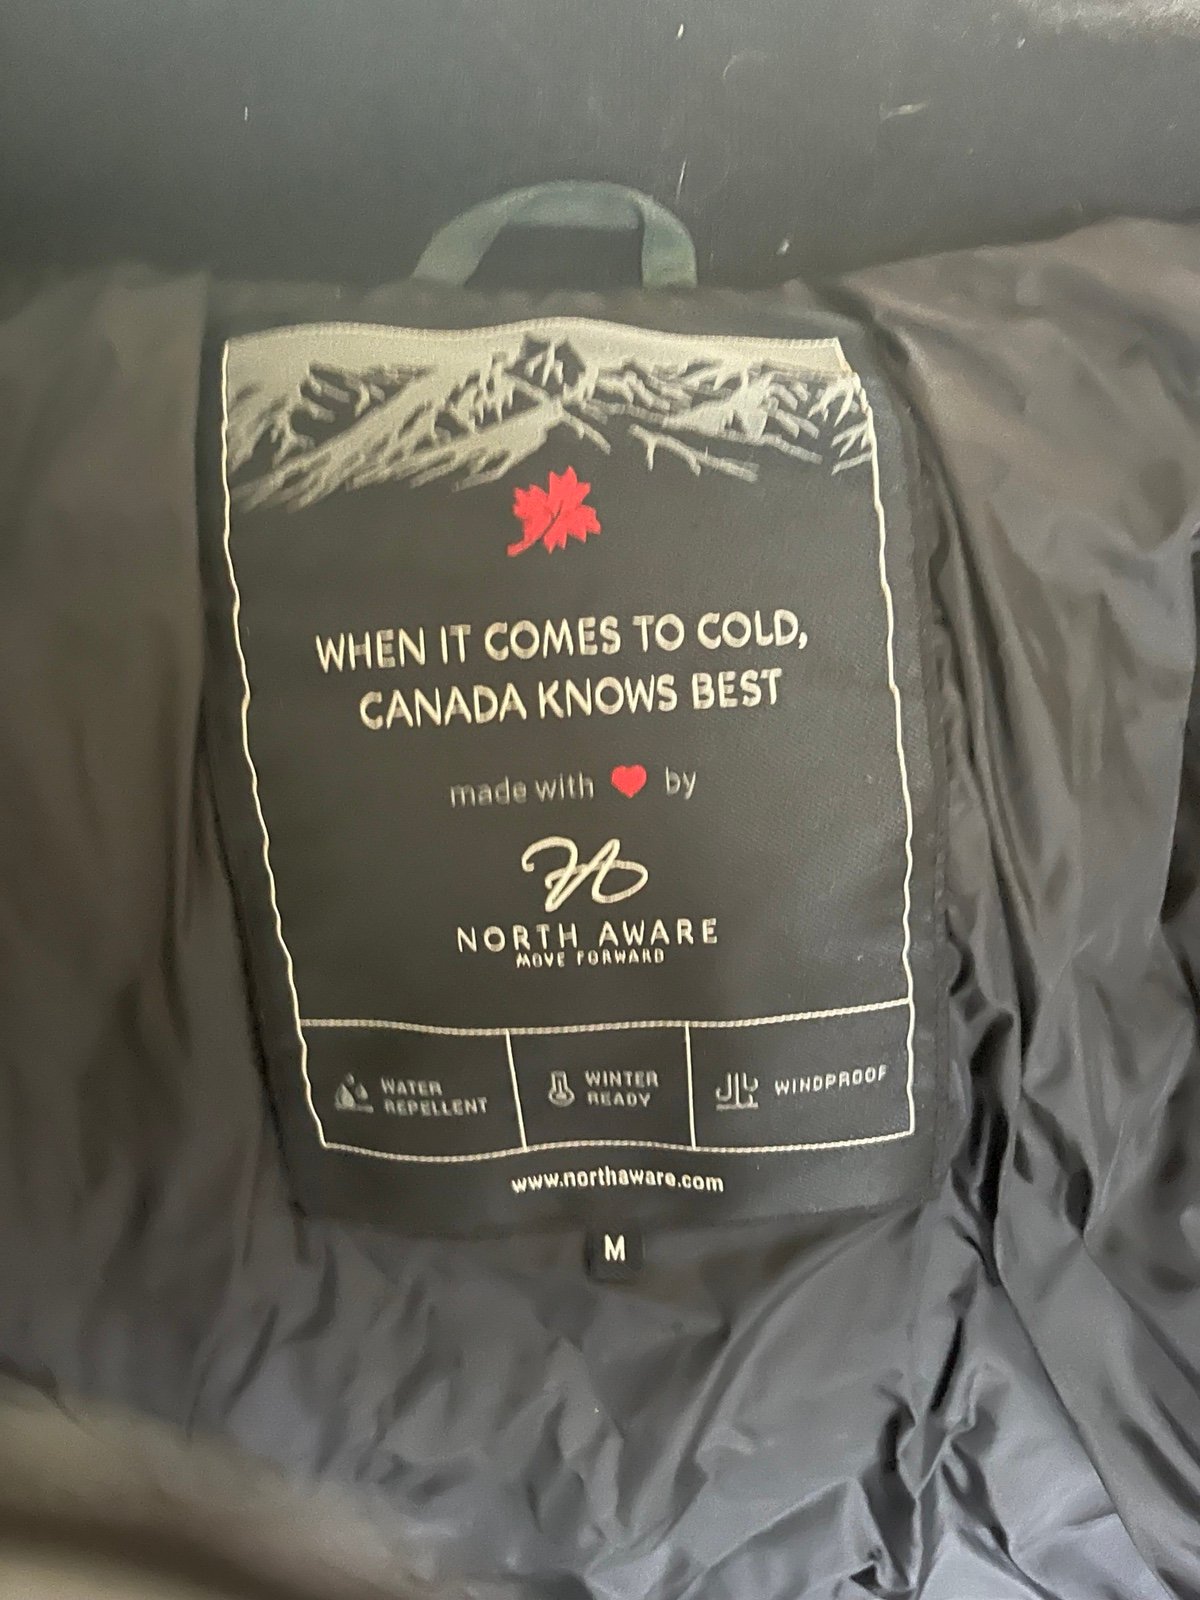 WHEN IT COMES TO COLD,
CANADA KNOWS BEST
made with by
NORTH AWARE
MOVE FORWARD
WATER
REPELLENT
WINTER
READY
WINDPROOF
www.northaware.com
M